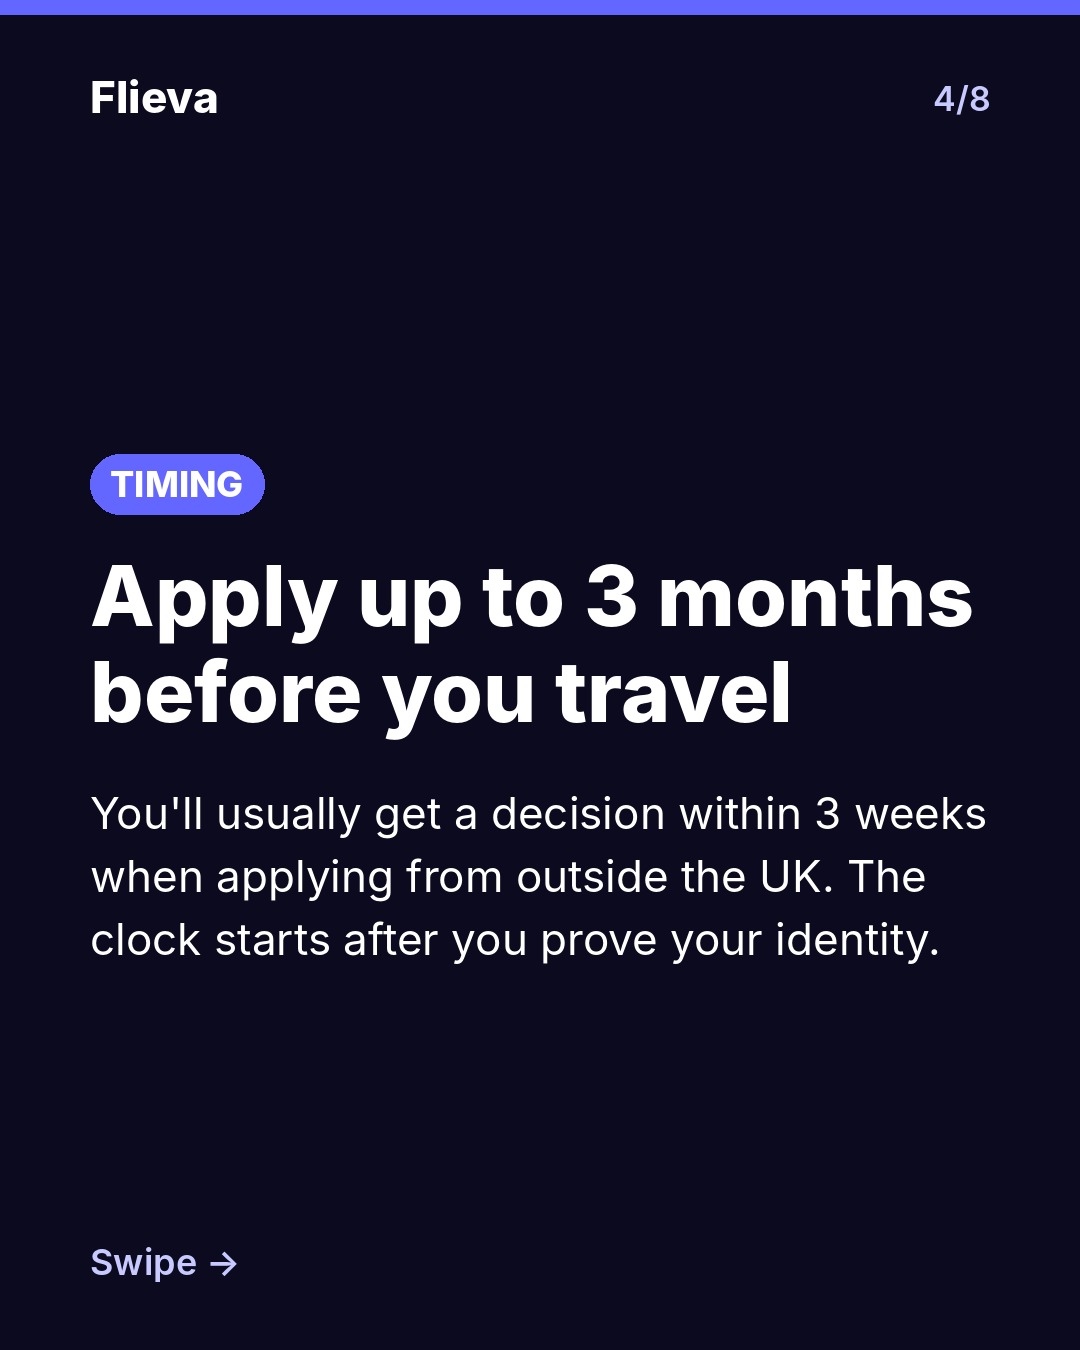 Flieva
4/8
TIMING
Apply up to 3 months
before you travel
You'll usually get a decision within 3 weeks
when applying from outside the UK. The
clock starts after you prove your identity.
Swipe →